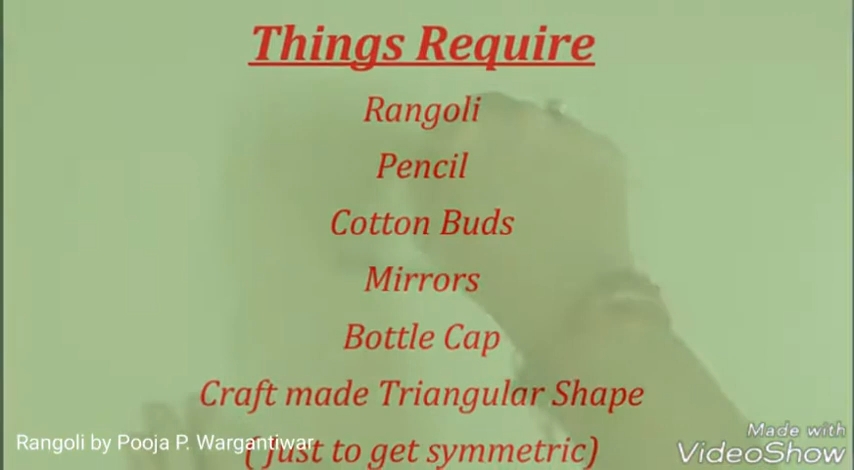 Things Require
Rangoli
Pencil
Cotton Buds
Mirrors
Bottle Cap
Craft made Triangular Shape
(Just to get symmetric)
Rangoli by Pooja P. Wargantiwar
Made with
VideoShow